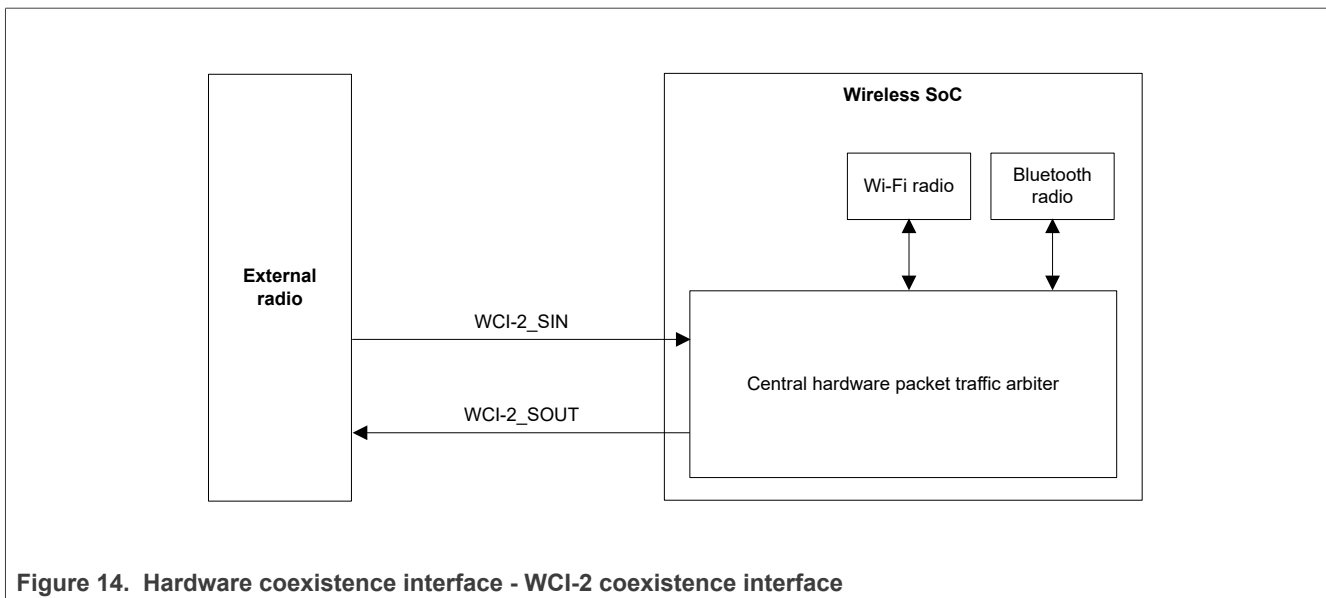 Wireless SoC
Wi-Fi radio
Bluetooth
radio
External
radio
WCI-2_SIN
Central hardware packet traffic arbiter
WCI-2_SOUT
Figure 14. Hardware coexistence interface - WCI-2 coexistence interface